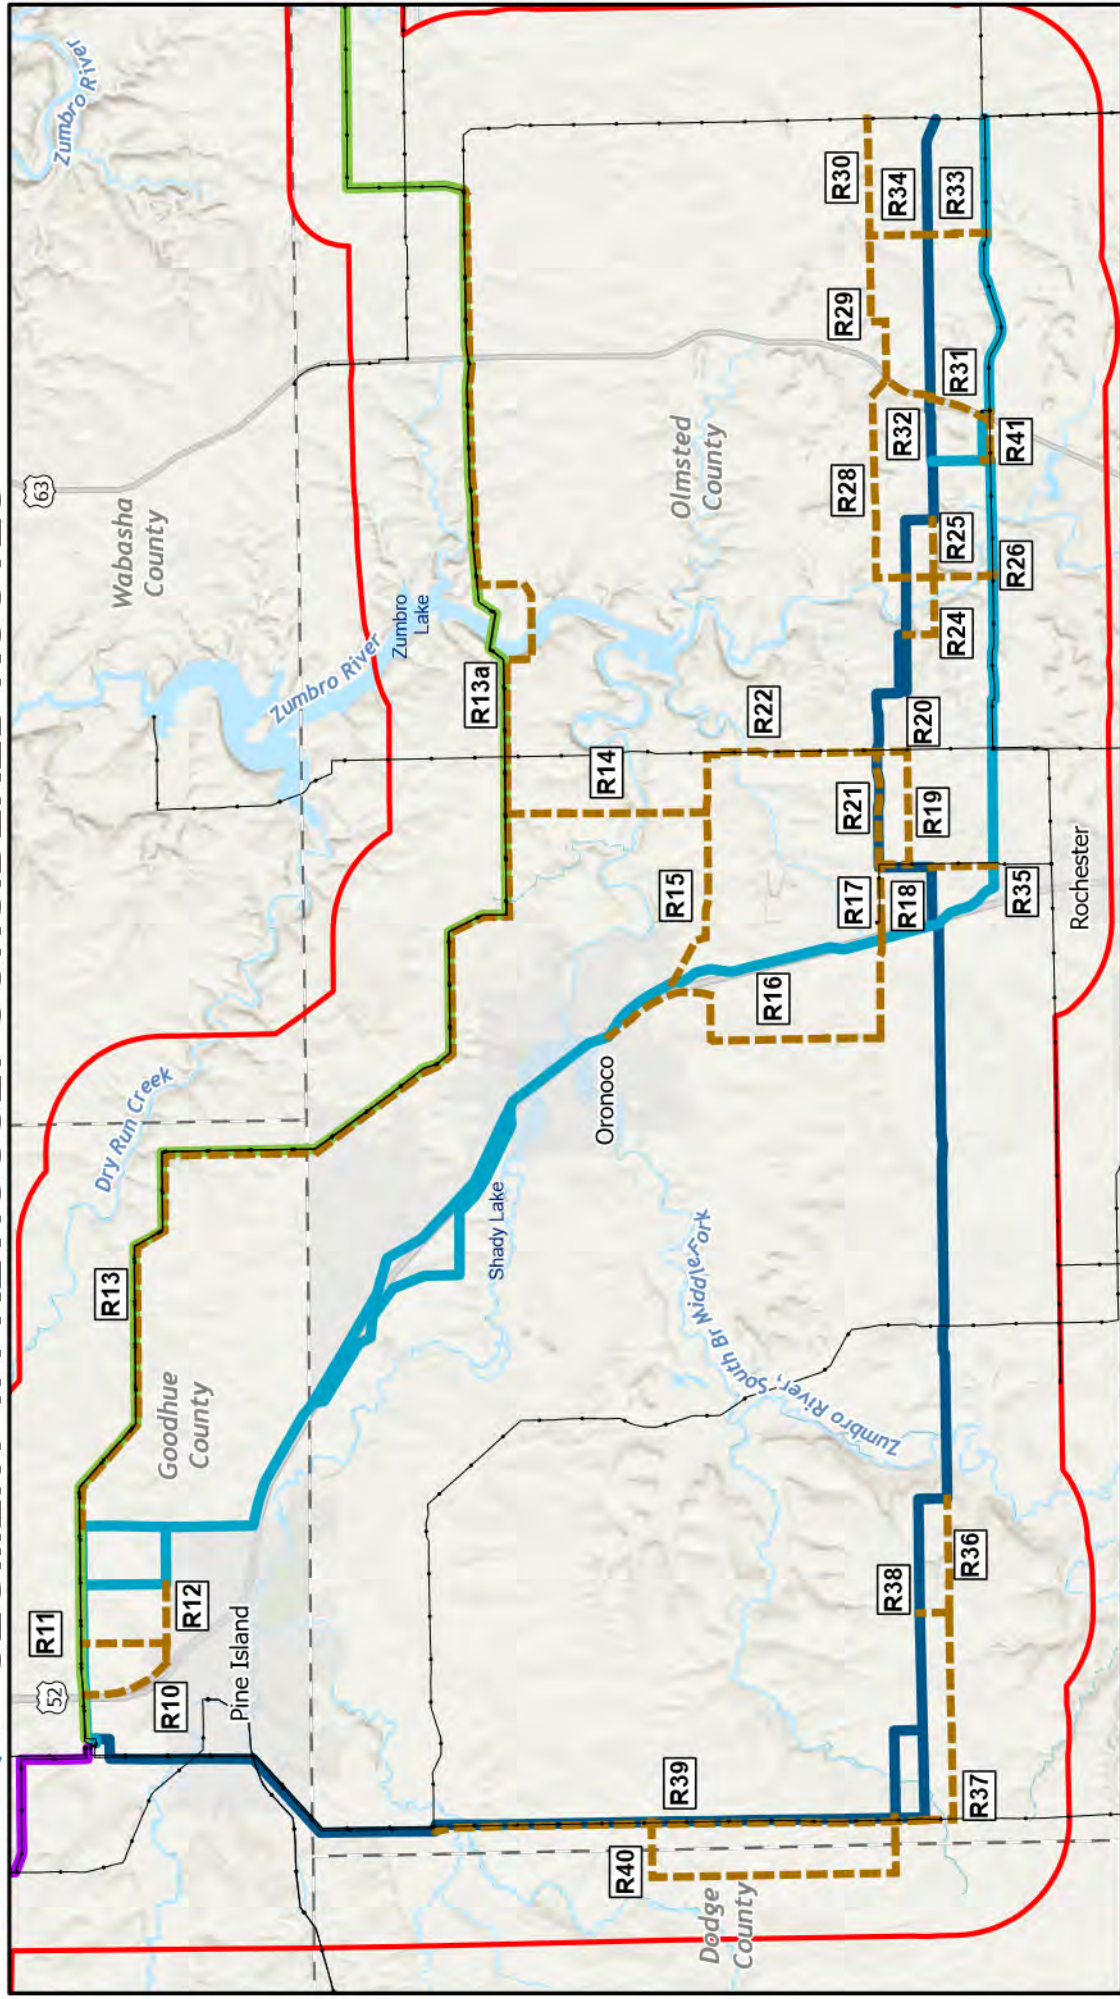 Zumbro River
63
Wabasha
County
Zumbro River
Zumbro
Lake
Dry Run Creek
R13
R13a
Goodhue
County
R11
52
R10
R12
Pine Island
Shady Lake
Oronoco
R14
R15
R16
R22
Olmsted
County
R30
R34
R33
R29
R28
R32
R31
R41
R25
R24
R26
R20
R21
R19
R17
R18
R35
Rochester
Zumbro River, South Br Middle Fork
R38
R36
R37
R39
R40
Dodge
County